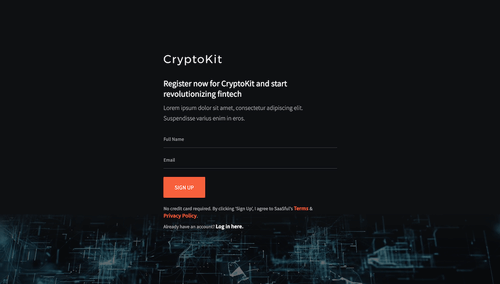 CryptoKit
Register now for CryptoKit and start
revolutionizing fintech
Lorem ipsum dolor sit amet, consectetur adipiscing elit.
Suspendisse varius enim in eros.
Full Name
Email
SIGN UP
No credit card required. By clicking 'Sign Up', I agree to SaaSful's Terms &
Privacy Policy.
Already have an account? Log in here.